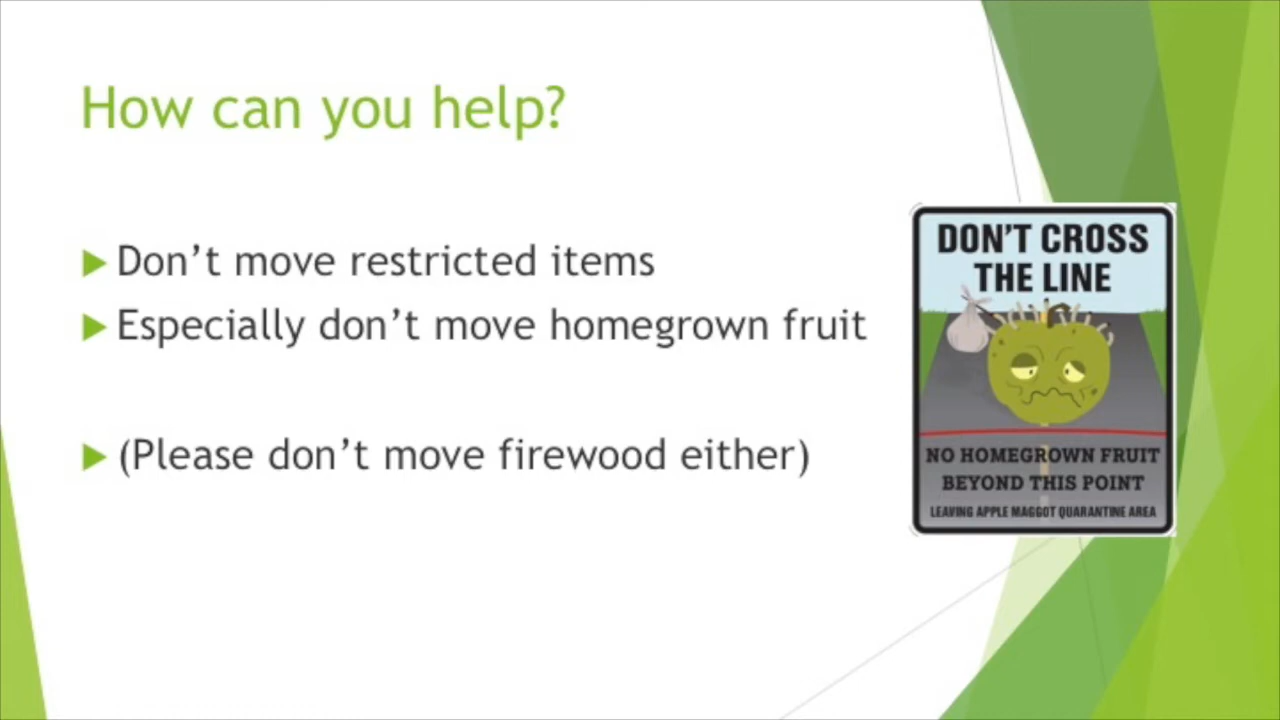 How can you help?
Don't move restricted items
Especially don't move homegrown fruit
(Please don't move firewood either)
DON'T CROSS
THE LINE
NO HOMEGROWN FRUIT
BEYOND THIS POINT
LEAVING APPLE MAGGOT QUARANTINE AREA